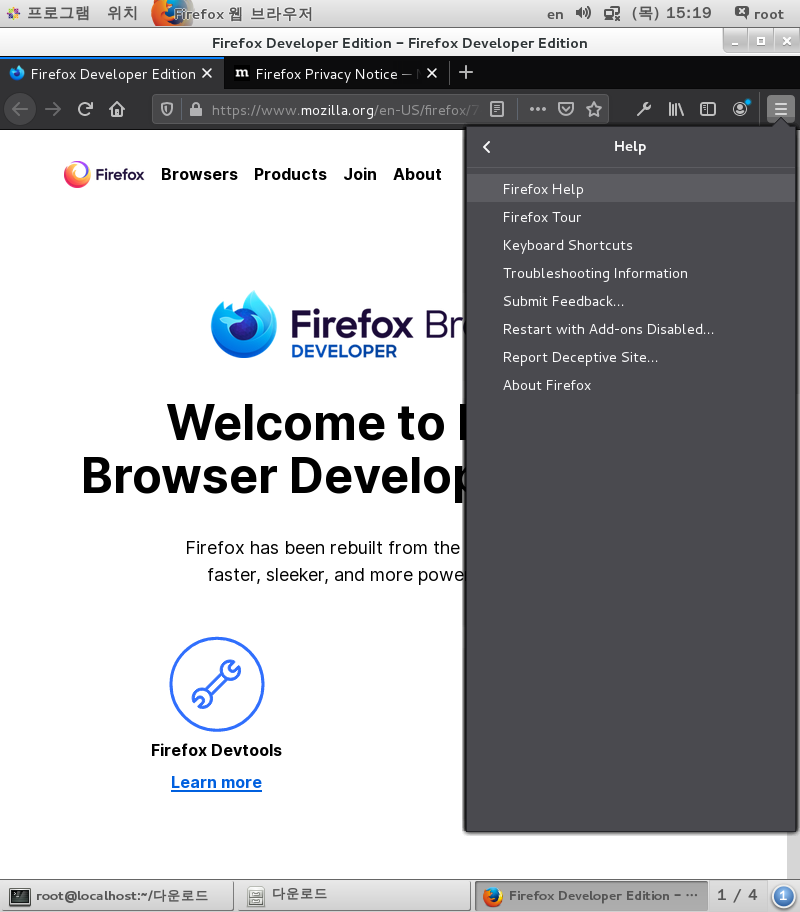 프로그램 위치 Firefox 웹 브라우저 en (목) 15:19 root
Firefox Developer Edition - Firefox Developer Edition
Firefox Developer Edition Firefox Privacy Notice —
https://www.mozilla.org/en-US/firefox/7
Help
Firefox Browsers Products Join About
Firefox Help
Firefox Tour
Keyboard Shortcuts
Troubleshooting Information
Submit Feedback...
Restart with Add-ons Disabled...
Report Deceptive Site...
About Firefox
Firefox Br
DEVELOPER
Welcome to
Browser Develop
Firefox has been rebuilt from the
faster, sleeker, and more powe
Firefox Devtools
Learn more
root@localhost:~/다운로드 다운로드 Firefox Developer Edition - ... 1 / 4 1